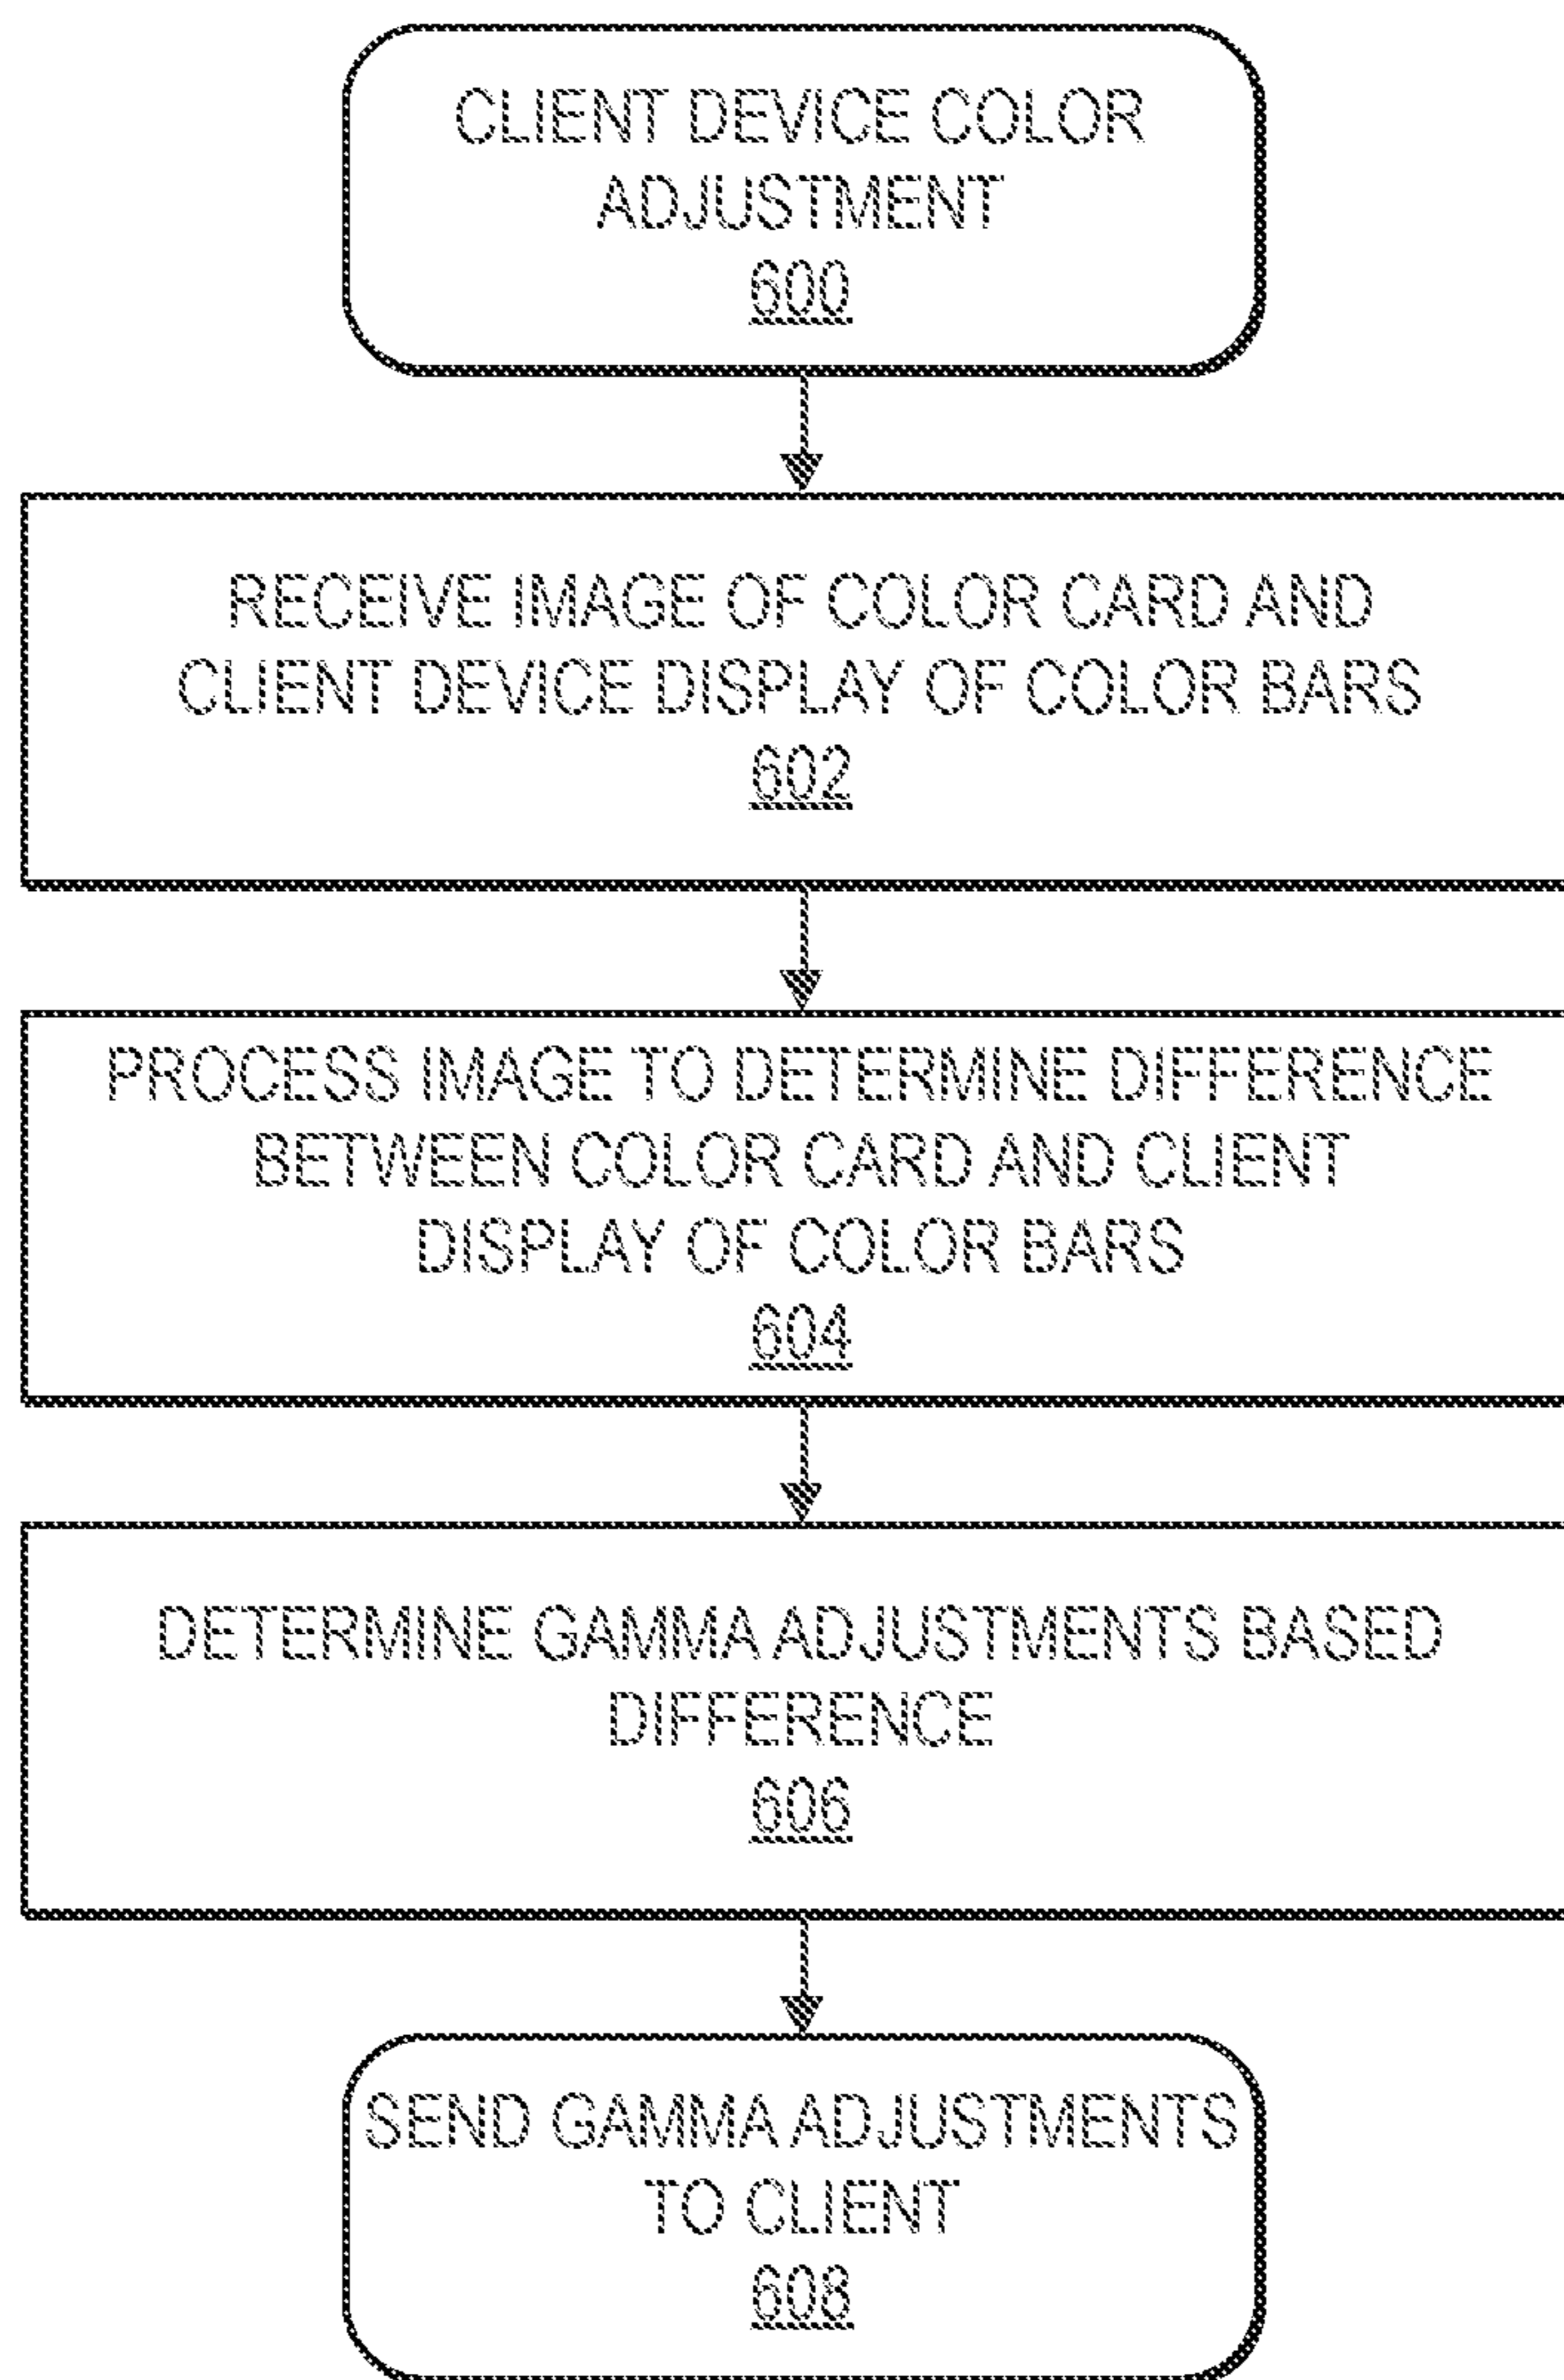 CLIENT DEVICE COLOR
ADJUSTMENT
600
RECEIVE IMAGE OF COLOR CARD AND
CLIENT DEVICE DISPLAY OF COLOR BARS
602
PROCESS IMAGE TO DETERMINE DIFFERENCE
BETWEEN COLOR CARD AND CLIENT
DISPLAY OF COLOR BARS
604
DETERMINE GAMMA ADJUSTMENTS BASED
DIFFERENCE
606
SEND GAMMA ADJUSTMENTS
TO CLIENT
608